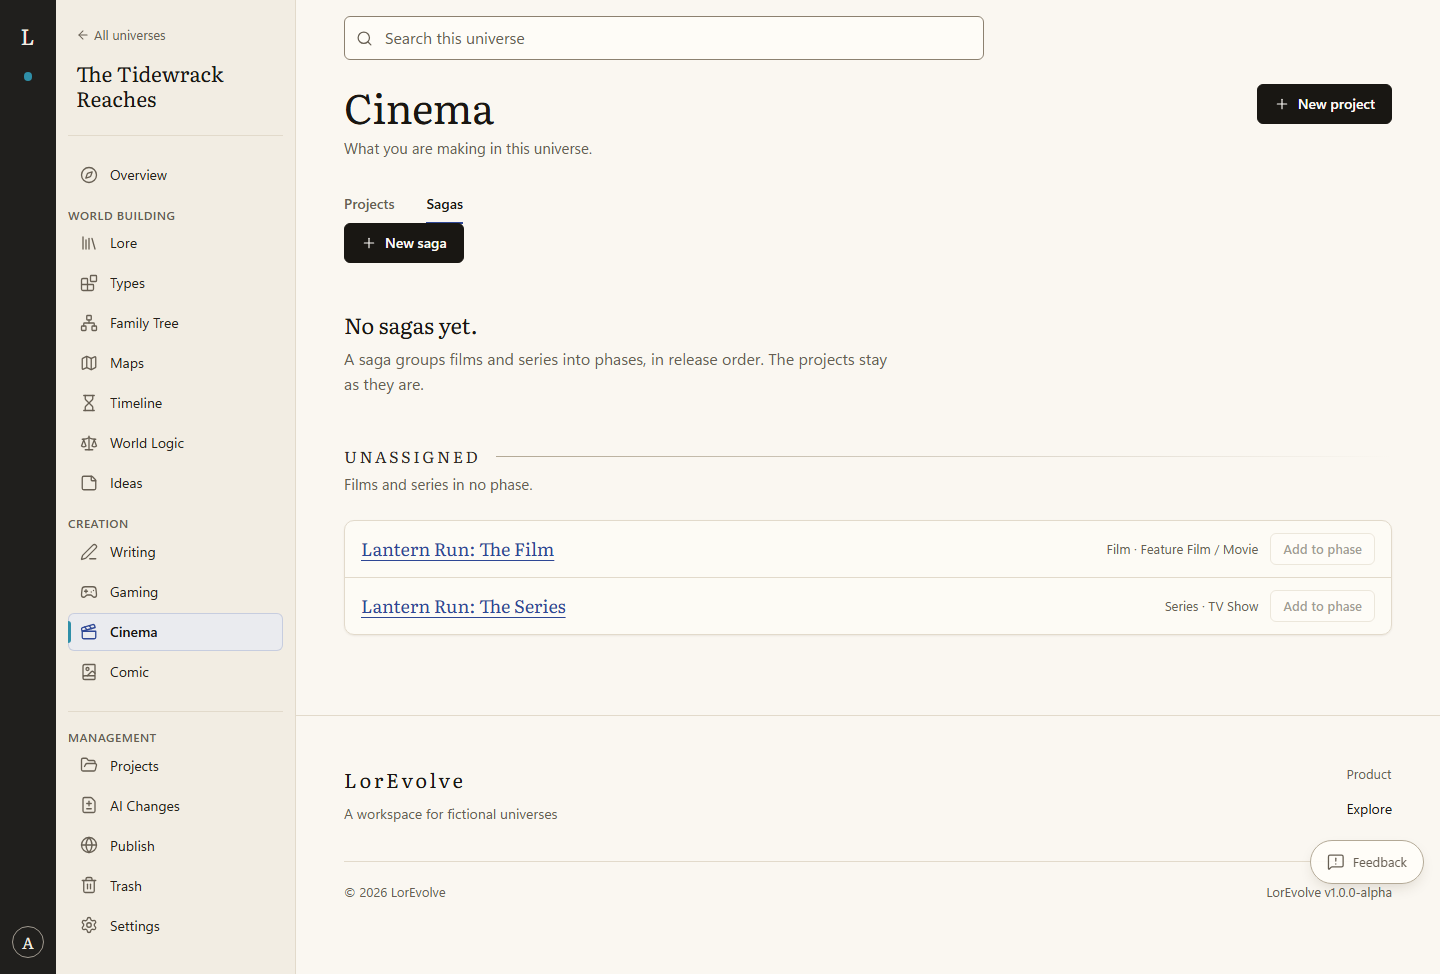 L
All universes
The Tidewrack
Reaches
Overview
WORLD BUILDING
Lore
Types
Family Tree
Maps
Timeline
World Logic
Ideas
CREATION
Writing
Gaming
Cinema
Comic
MANAGEMENT
Projects
AI Changes
Publish
Trash
Settings
A
Search this universe
Cinema
New project
What you are making in this universe.
Projects Sagas
New saga
No sagas yet.
A saga groups films and series into phases, in release order. The projects stay
as they are.
UNASSIGNED
Films and series in no phase.
Lantern Run: The Film Film · Feature Film / Movie Add to phase
Lantern Run: The Series Series · TV Show Add to phase
LorEvolve
A workspace for fictional universes
Product
Explore
Feedback
© 2026 LorEvolve
LorEvolve v1.0.0-alpha